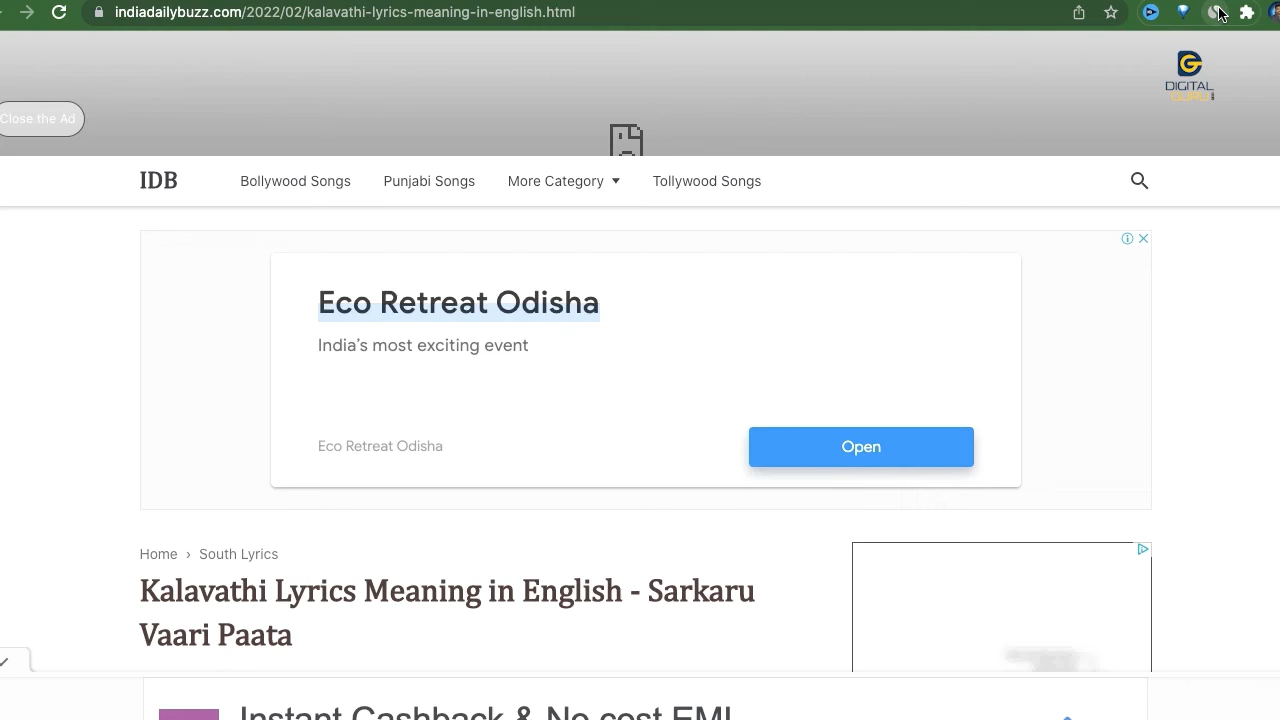 indiadailybuzz.com/2022/02/kalavathi-lyrics-meaning-in-english.html
DIGITAL
GURUJI
Close the Ad
IDB
Bollywood Songs
Punjabi Songs
More Category
Tollywood Songs
Eco Retreat Odisha
India's most exciting event
Eco Retreat Odisha
Open
Home › South Lyrics
Kalavathi Lyrics Meaning in English - Sarkaru
Vaari Paata
Instant Cashback & No cost EMI